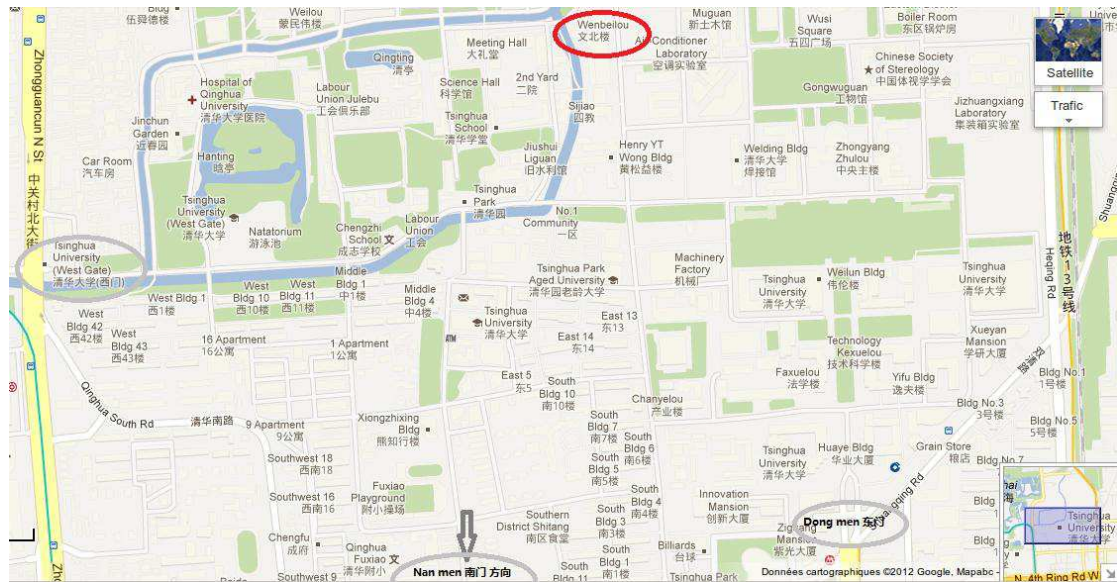 Bldg
伍舜德楼
Weilou
蒙民伟楼
Wenbeilou
文北楼
Muguan
新土木馆
Wusi
Square
五四广场
Boiler Room
东区锅炉房
Meeting Hall
大礼堂
Qingting
清亭
Air Conditioner
Laboratory
空调实验室
Chinese Society
of Stereology
中国体视学学会
Satellite
Trafic
Hospital of
Qinghua
University
清华大学医院
Labour
Union Julebu
工会俱乐部
Science Hall
科学馆
2nd Yard
二院
Gongwuguan
工物馆
Jizhuangxiang
Laboratory
集装箱实验室
Sijiao
四教
Zhongguancun N St
中关村北大街
Jinchun
Garden
近春园
Tsinghua
School
清华学堂
Car Room
汽车房
Hanting
晗亭
Jiushui
Liguan
旧水利馆
Henry YT
Wong Bldg
黄松益楼
Welding Bldg
清华大学
焊接馆
Zhongyang
Zhulou
中央主楼
Tsinghua
University
(West Gate)
清华大学
Tsinghua
Park
清华园
Natatorium
游泳池
Chengzhi
School 文
成志学校
Labour
Union
工会
No.1
Community
一区
Tsinghua
University
(West Gate)
清华大学(西门)
地铁13号线
Heqing Rd
Middle
Bldg 1
中1楼
West Bldg 1
西1楼
West
Bldg 10
西10楼
West
Bldg 11
西11楼
Middle
Bldg 4
中4楼
Tsinghua Park
Aged University
清华园老龄大学
Machinery
Factory
机械厂
Tsinghua
University
清华大学
Weilun Bldg
伟伦楼
Tsinghua
University
清华大学
West
Bldg 42
西42楼
West
Bldg 43
西43楼
16 Apartment
16公寓
1 Apartment
1公寓
ATM
Tsinghua
University
清华大学
East 13
东13
East 14
东14
East 5
东5
Technology
Kexuelou
技术科学楼
Xueyan
Mansion
学研大厦
双清路
Faxuelou
法学楼
Yifu Bldg
逸夫楼
Bldg No.1
1号楼
Qinghua South Rd
清华南路
South
Bldg 10
南10楼
Chanyelou
产业楼
Bldg No.3
3号楼
Bldg No.5
5号楼
9 Apartment
9公寓
Xiongzhixing
Bldg
熊知行楼
South
Bldg 7
南7楼
South
Bldg 6
南6楼
Tsinghua
University
清华大学
Huaye Bldg
华业大厦
Grain Store
粮店
Bldg No.7
Southwest 18
西南18
South
Bldg 5
南5楼
Southwest 16
西南16
Fuxiao
Playground
附小操场
South
Bldg 4
南4楼
Innovation
Mansion
创新大厦
Bldg
1
Southern
District Shitang
南区食堂
South
Bldg 3
南3楼
Dong men 东门
Tsinghua
University
清华大学
Chengfu
成府
Qinghua
Fuxiao 文
清华附小
Billiards
台球
紫光大厦
Bldg
Nan men 南门 方向
South
Bldg 1
南1楼
Southwest 9
Bldg 11
Tsinghua Park
Données cartographiques ©2012 Google, Mapabc -
N. 4th Ring Rd W